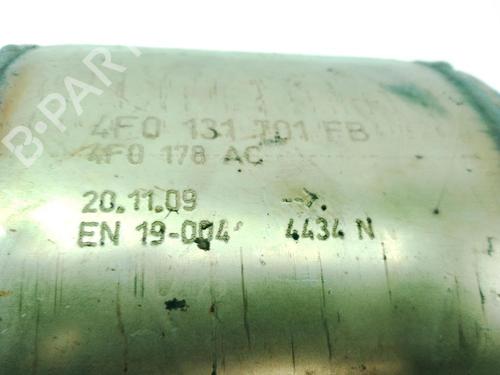 B-PARTS
4F0 131 701 FB
4F0 178 AC
20.11.09 -->
EN 19-004 4434 N